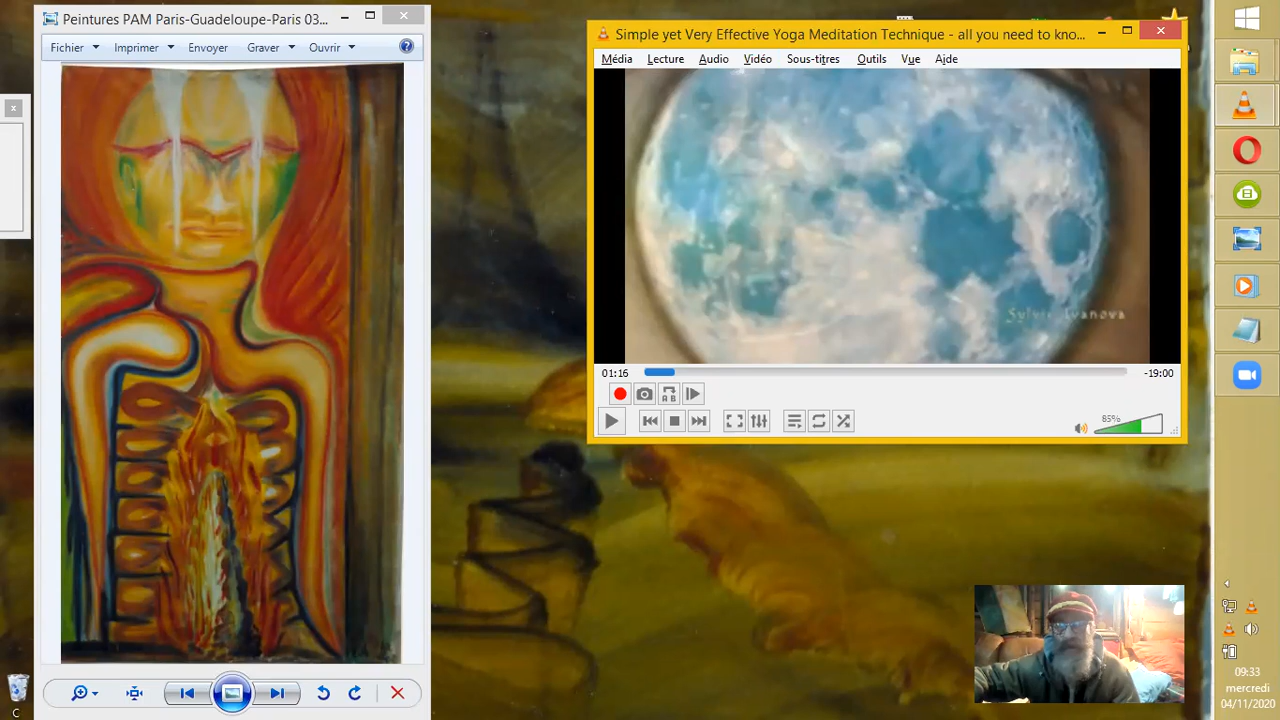 Peintures PAM Paris-Guadeloupe-Paris 03...
Fichier Imprimer Envoyer Graver Ouvrir
x
Simple yet Very Effective Yoga Meditation Technique - all you need to kno...
Média Lecture Audio Vidéo Sous-titres Outils Vue Aide
Sylvie Ivanova
01:16 -19:00
A B
85%
C
09:33
mercredi
04/11/2020